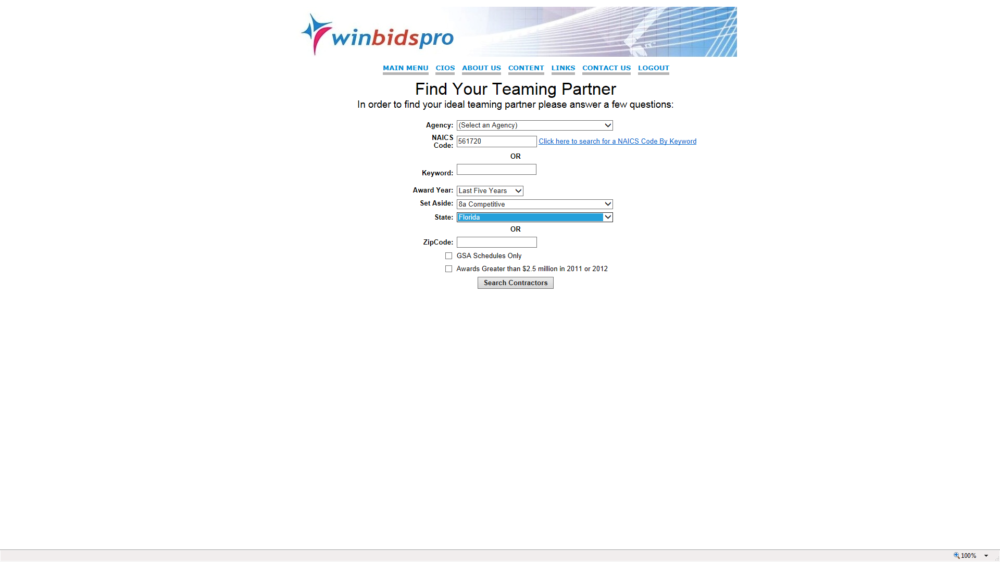 winbidspro
MAIN MENU CIOS ABOUT US CONTENT LINKS CONTACT US LOGOUT
Find Your Teaming Partner
In order to find your ideal teaming partner please answer a few questions:
Agency: (Select an Agency)
NAICS Code: 561720 Click here to search for a NAICS Code By Keyword
OR
Keyword:
Award Year: Last Five Years
Set Aside: 8a Competitive
State: Florida
OR
ZipCode:
GSA Schedules Only
Awards Greater than $2.5 million in 2011 or 2012
Search Contractors
100%